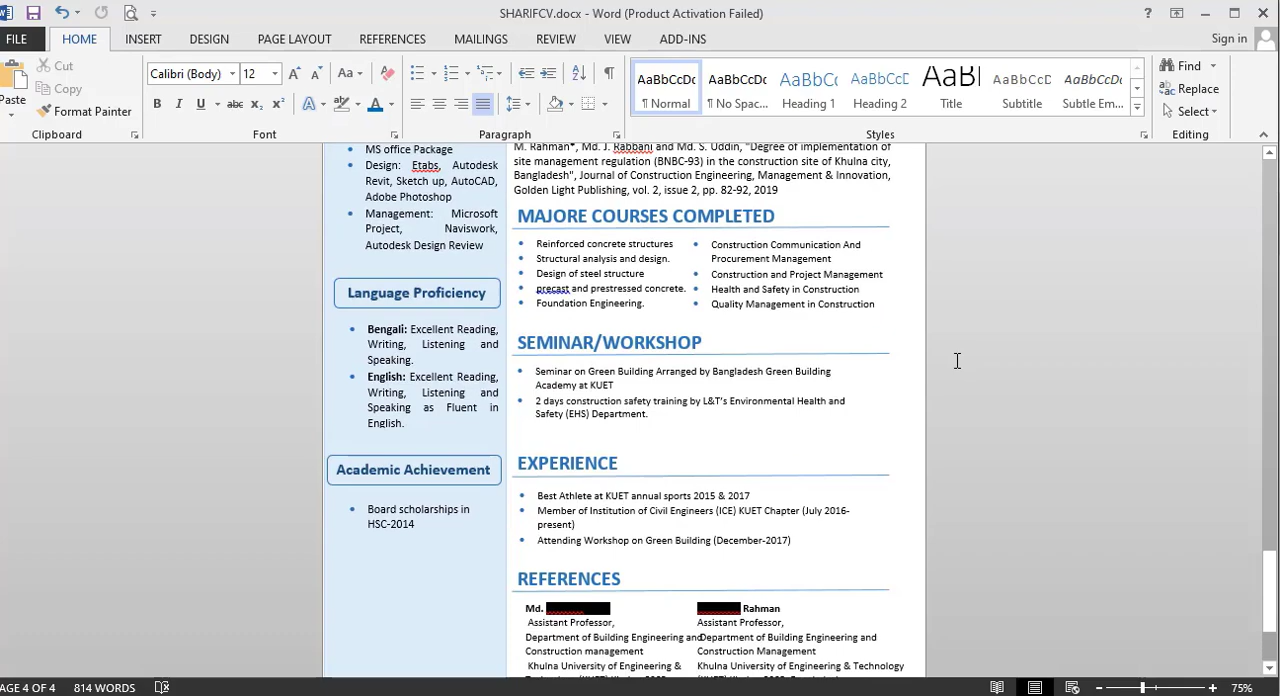 SHARIFCV.docx - Word (Product Activation Failed)
FILE HOME INSERT DESIGN PAGE LAYOUT REFERENCES MAILINGS REVIEW VIEW ADD-INS Sign in
Cut
Copy
Paste
Format Painter
Clipboard
Calibri (Body) 12
Font
Paragraph
AaBbCcDc AaBbCcDc AaBbCc AaBbCcD AaB AaBbCcD AaBbCcDc
¶ Normal ¶ No Spac... Heading 1 Heading 2 Title Subtitle Subtle Em...
Styles
Find
Replace
Select
Editing
MS office Package
Design: Etabs, Autodesk
Revit, Sketch up, AutoCAD,
Adobe Photoshop
Management: Microsoft
Project, Naviswork,
Autodesk Design Review
Language Proficiency
Bengali: Excellent Reading,
Writing, Listening and
Speaking.
English: Excellent Reading,
Writing, Listening and
Speaking as Fluent in
English.
Academic Achievement
Board scholarships in
HSC-2014
M. Rahman*, Md. J. Rabbani and Md. S. Uddin, "Degree of implementation of
site management regulation (BNBC-93) in the construction site of Khulna city,
Bangladesh", Journal of Construction Engineering, Management & Innovation,
Golden Light Publishing, vol. 2, issue 2, pp. 82-92, 2019
MAJORE COURSES COMPLETED
Reinforced concrete structures
Structural analysis and design.
Design of steel structure
precast and prestressed concrete.
Foundation Engineering.
Construction Communication And
Procurement Management
Construction and Project Management
Health and Safety in Construction
Quality Management in Construction
SEMINAR/WORKSHOP
Seminar on Green Building Arranged by Bangladesh Green Building
Academy at KUET
2 days construction safety training by L&T's Environmental Health and
Safety (EHS) Department.
EXPERIENCE
Best Athlete at KUET annual sports 2015 & 2017
Member of Institution of Civil Engineers (ICE) KUET Chapter (July 2016-
present)
Attending Workshop on Green Building (December-2017)
REFERENCES
Md.
Assistant Professor,
Department of Building Engineering and
Construction management
Khulna University of Engineering &
Rahman
Assistant Professor,
Department of Building Engineering and
Construction Management
Khulna University of Engineering & Technology
PAGE 4 OF 4 814 WORDS 75%